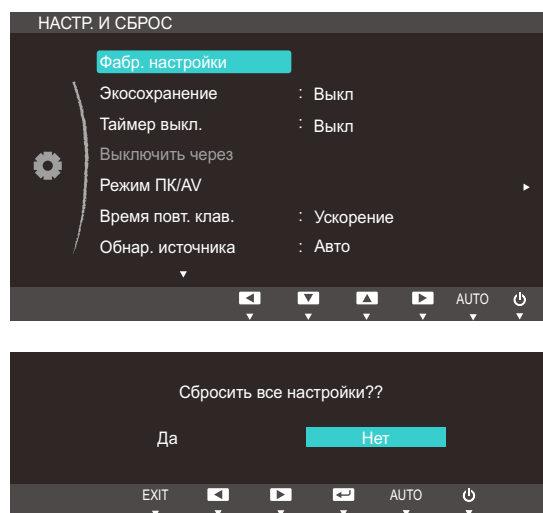 НАСТР. И СБРОС
Фабр. настройки
Экосохранение : Выкл
Таймер выкл. : Выкл
Выключить через
Режим ПК/AV
Время повт. клав. : Ускорение
Обнар. источника : Авто
AUTO
Сбросить все настройки??
Да Нет
EXIT AUTO